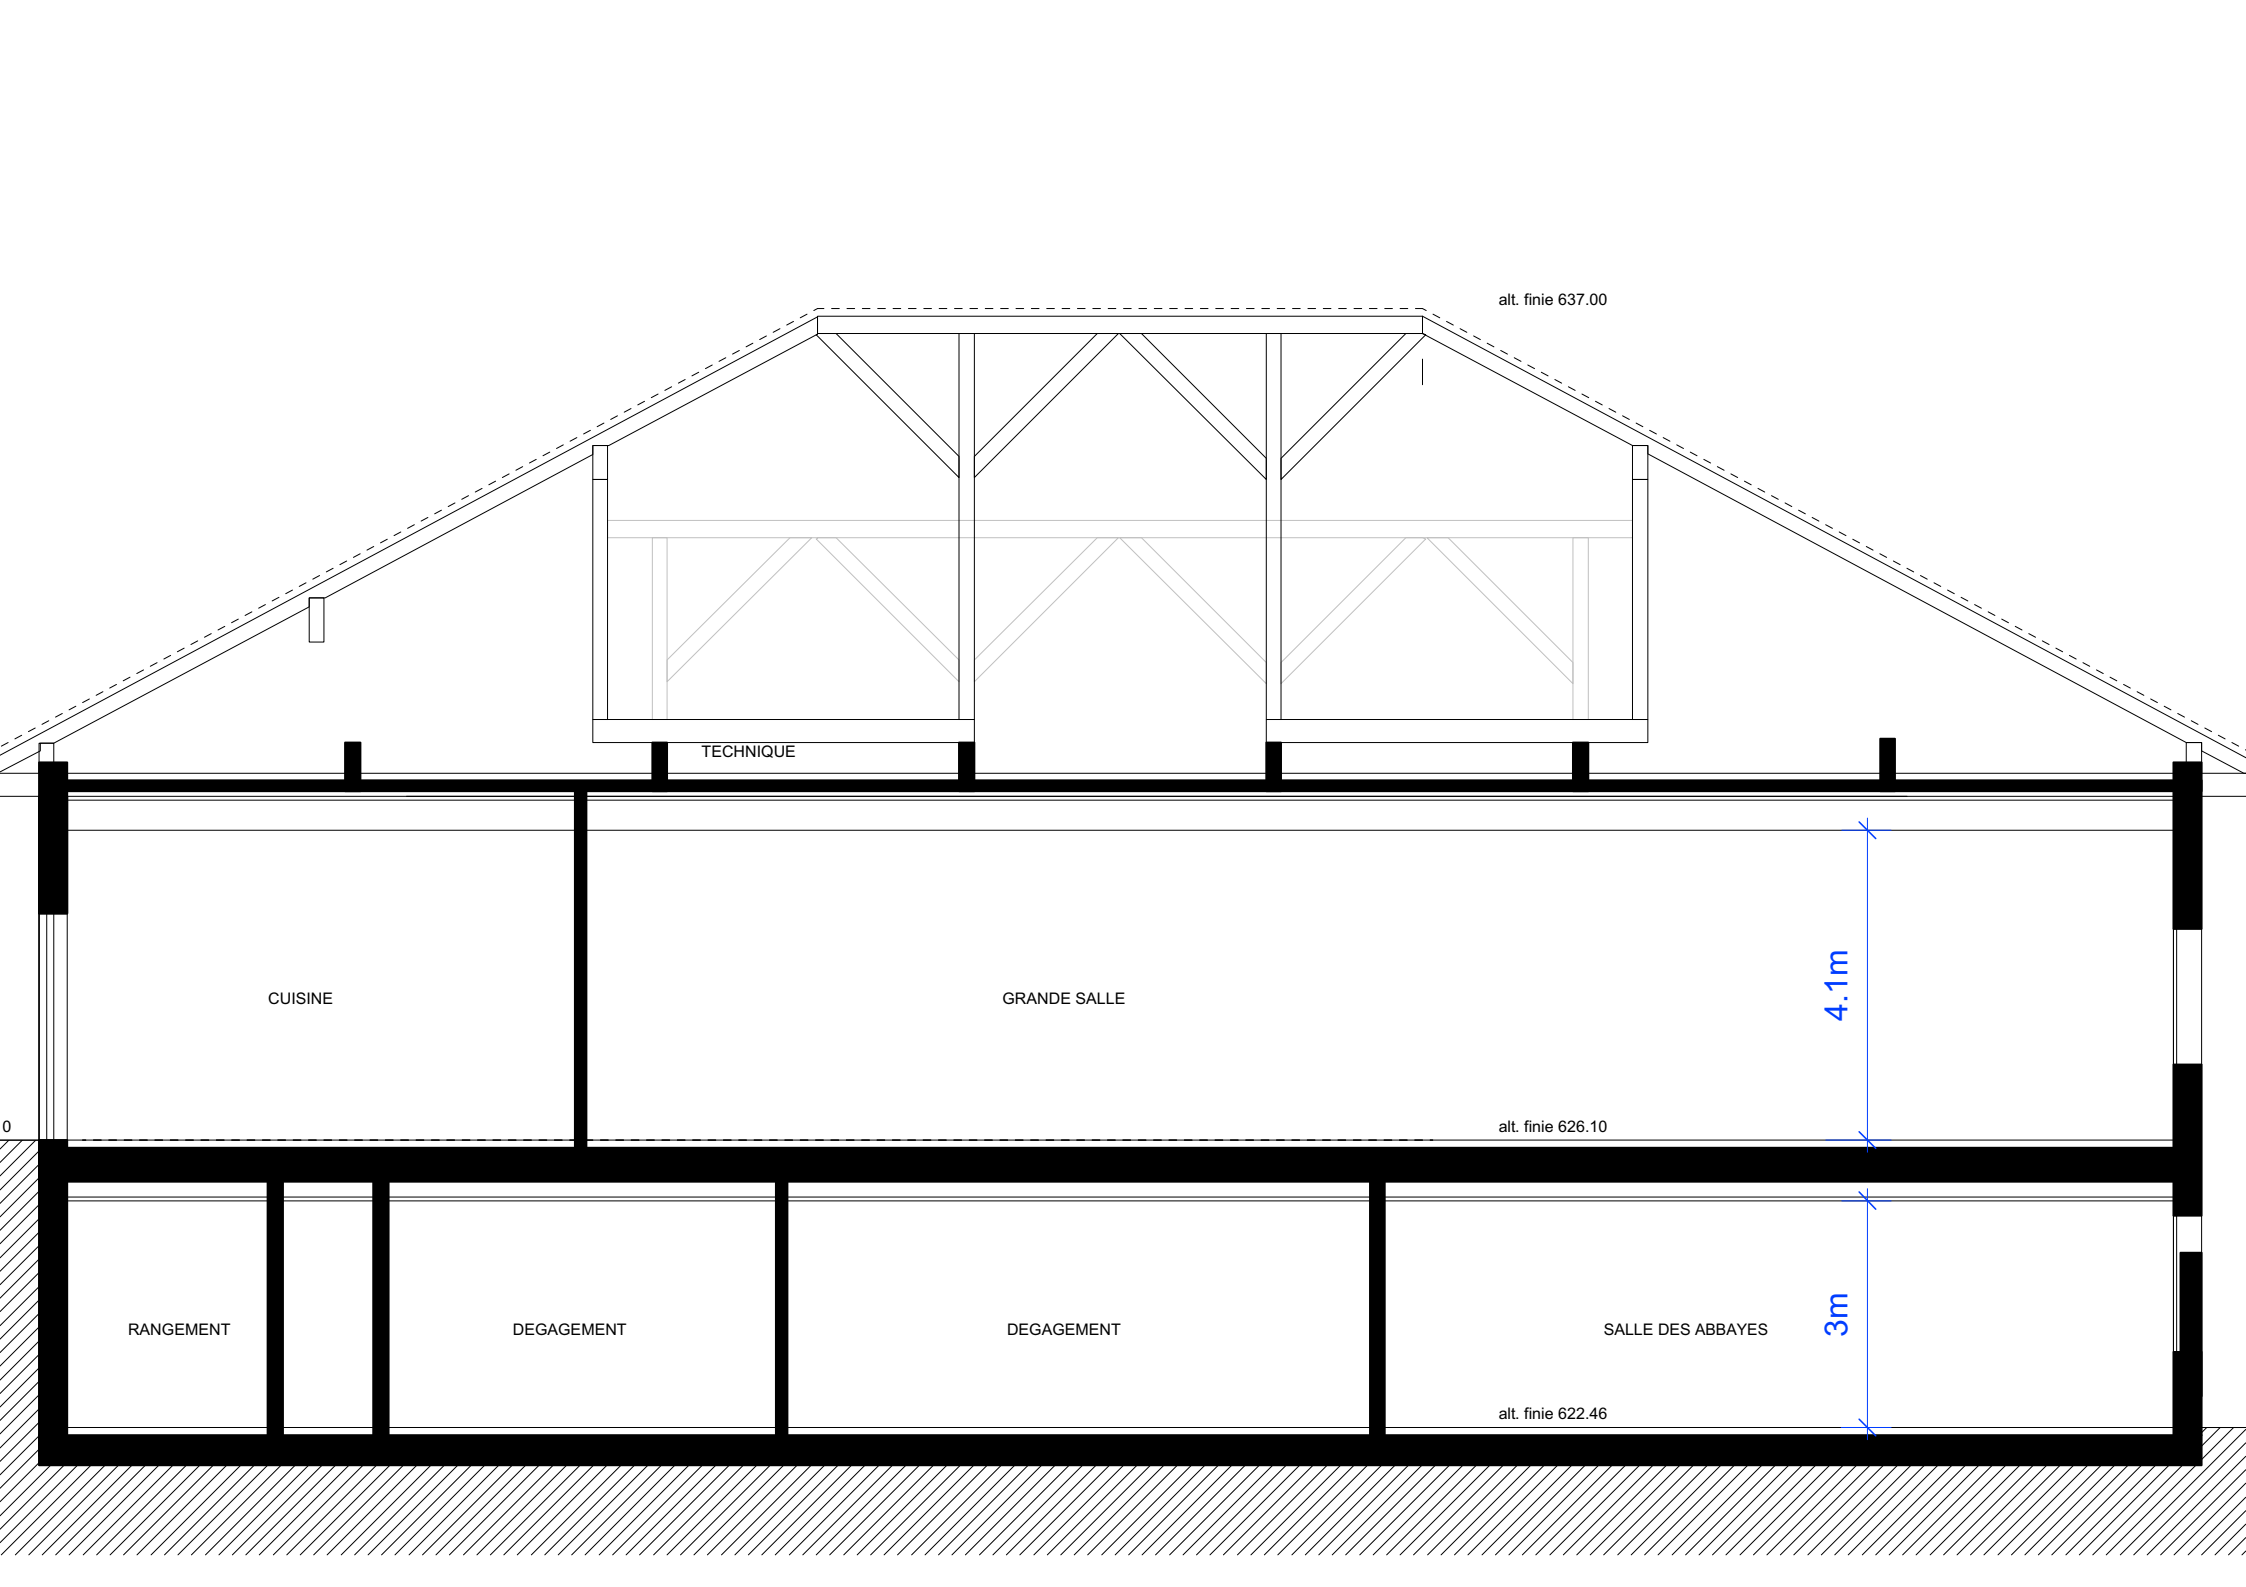 alt. finie 637.00
TECHNIQUE
4.1m
CUISINE
GRANDE SALLE
0
alt. finie 626.10
3m
RANGEMENT
DEGAGEMENT
DEGAGEMENT
SALLE DES ABBAYES
alt. finie 622.46